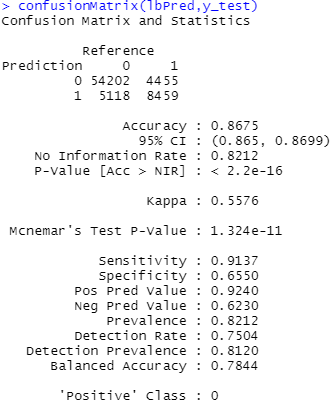 > confusionMatrix(lbPred,y_test)
Confusion Matrix and Statistics
Reference
Prediction 0 1
0 54202 4455
1 5118 8459
Accuracy : 0.8675
95% CI : (0.865, 0.8699)
No Information Rate : 0.8212
P-Value [Acc > NIR] : < 2.2e-16
Kappa : 0.5576
Mcnemar's Test P-Value : 1.324e-11
Sensitivity : 0.9137
Specificity : 0.6550
Pos Pred Value : 0.9240
Neg Pred Value : 0.6230
Prevalence : 0.8212
Detection Rate : 0.7504
Detection Prevalence : 0.8120
Balanced Accuracy : 0.7844
'Positive' Class : 0